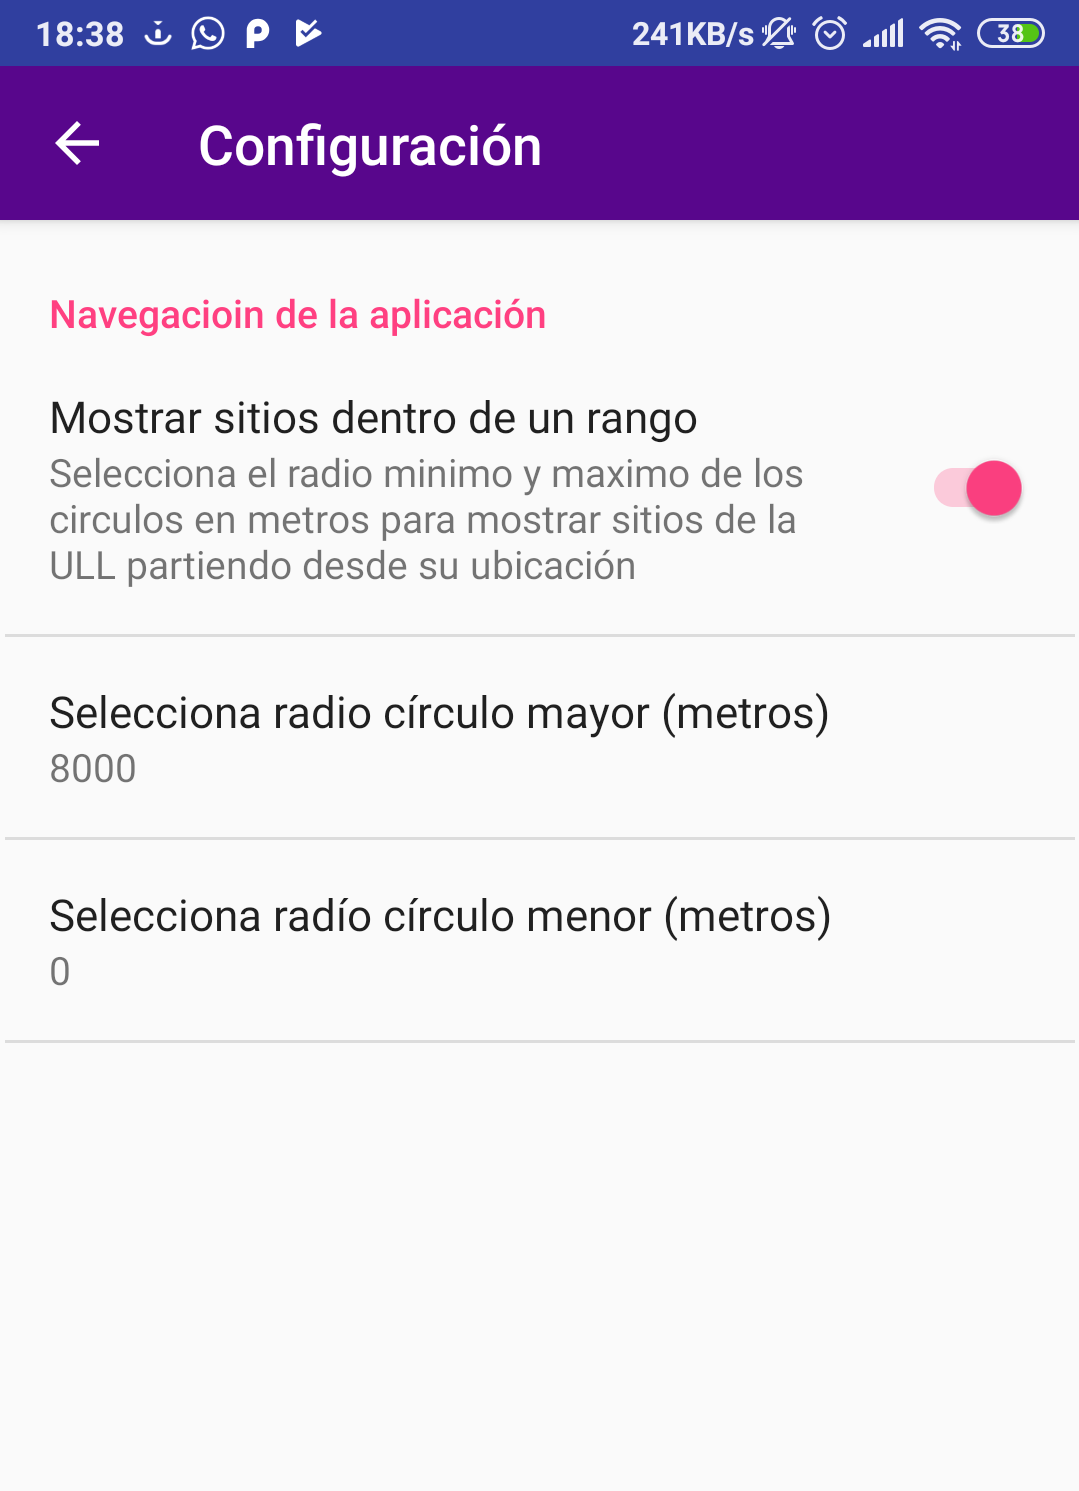 18:38 241KB/s 38
Configuración
Navegacioin de la aplicación
Mostrar sitios dentro de un rango
Selecciona el radio minimo y maximo de los
circulos en metros para mostrar sitios de la
ULL partiendo desde su ubicación
Selecciona radio círculo mayor (metros)
8000
Selecciona radío círculo menor (metros)
0